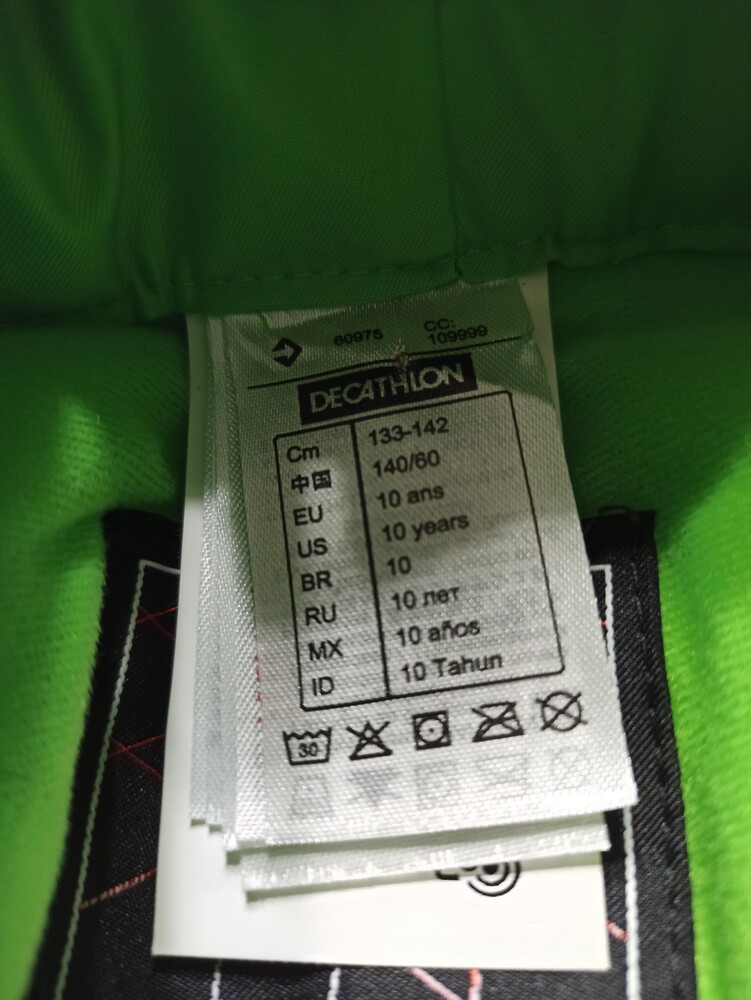 60975 CC: 109999
DECATHLON
Cm 133-142
中国 140/60
EU 10 ans
US 10 years
BR 10
RU 10 лет
MX 10 años
ID 10 Tahun
30